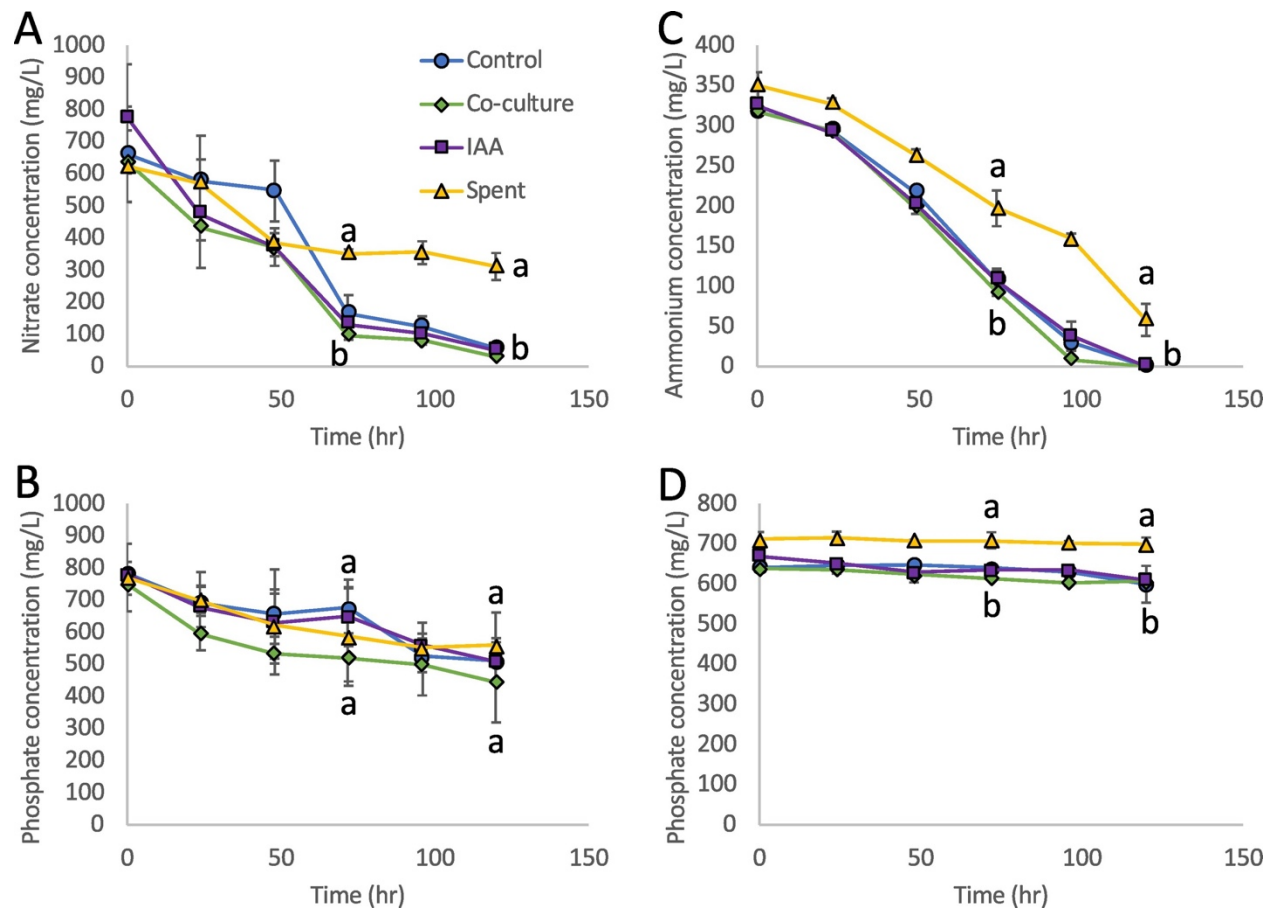 A
Nitrate concentration (mg/L)
1000
900
800
700
600
500
400
300
200
100
0
Control
Co-culture
IAA
Spent
a
a
b
b
0 50 100 150
Time (hr)
C
Ammonium concentration (mg/L)
400
350
300
250
200
150
100
50
0
a
a
b
b
0 50 100 150
Time (hr)
B
Phosphate concentration (mg/L)
1000
900
800
700
600
500
400
300
200
100
0
a
a
a
a
0 50 100 150
Time (hr)
D
Phosphate concentration (mg/L)
800
700
600
500
400
300
200
100
0
a a
b b
0 50 100 150
Time (hr)